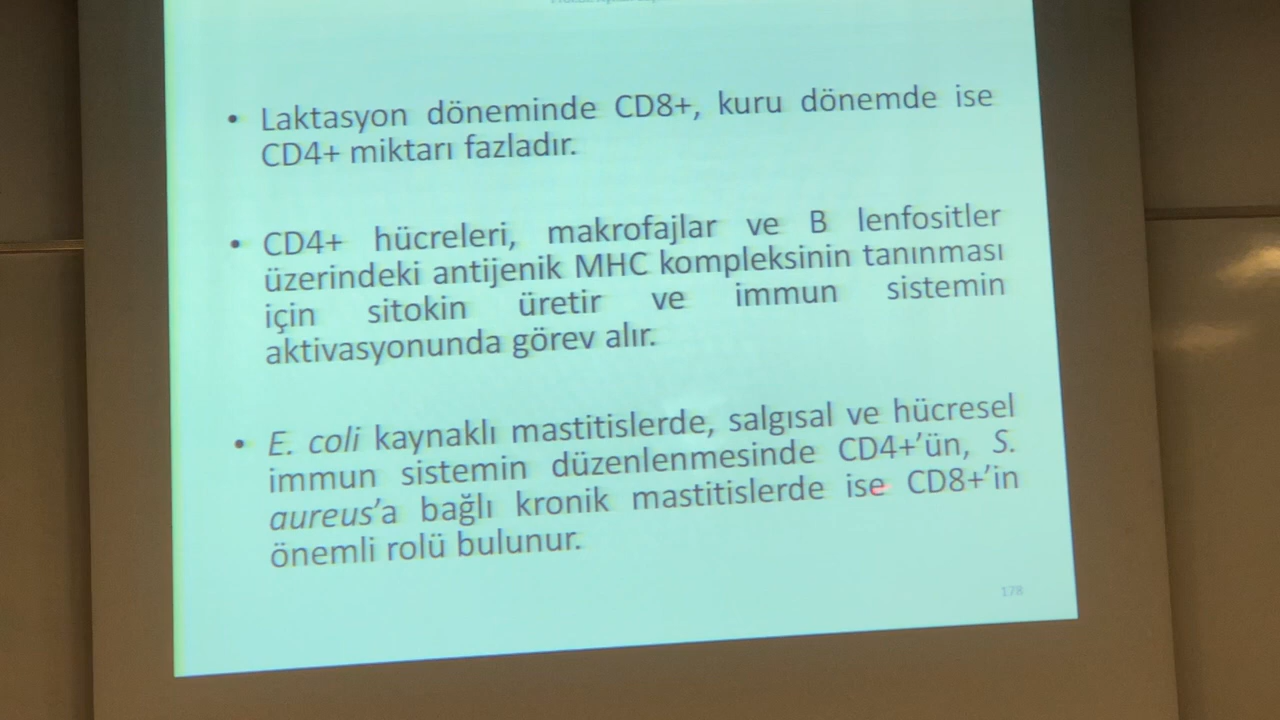 • Laktasyon döneminde CD8+, kuru dönemde ise
CD4+ miktarı fazladır.
• CD4+ hücreleri, makrofajlar ve B lenfositler
üzerindeki antijenik MHC kompleksinin tanınması
için sitokin üretir ve immun sistemin
aktivasyonunda görev alır.
• E. coli kaynaklı mastitislerde, salgısal ve hücresel
immun sistemin düzenlenmesinde CD4+’ün, S.
aureus’a bağlı kronik mastitislerde ise CD8+’in
önemli rolü bulunur.
178